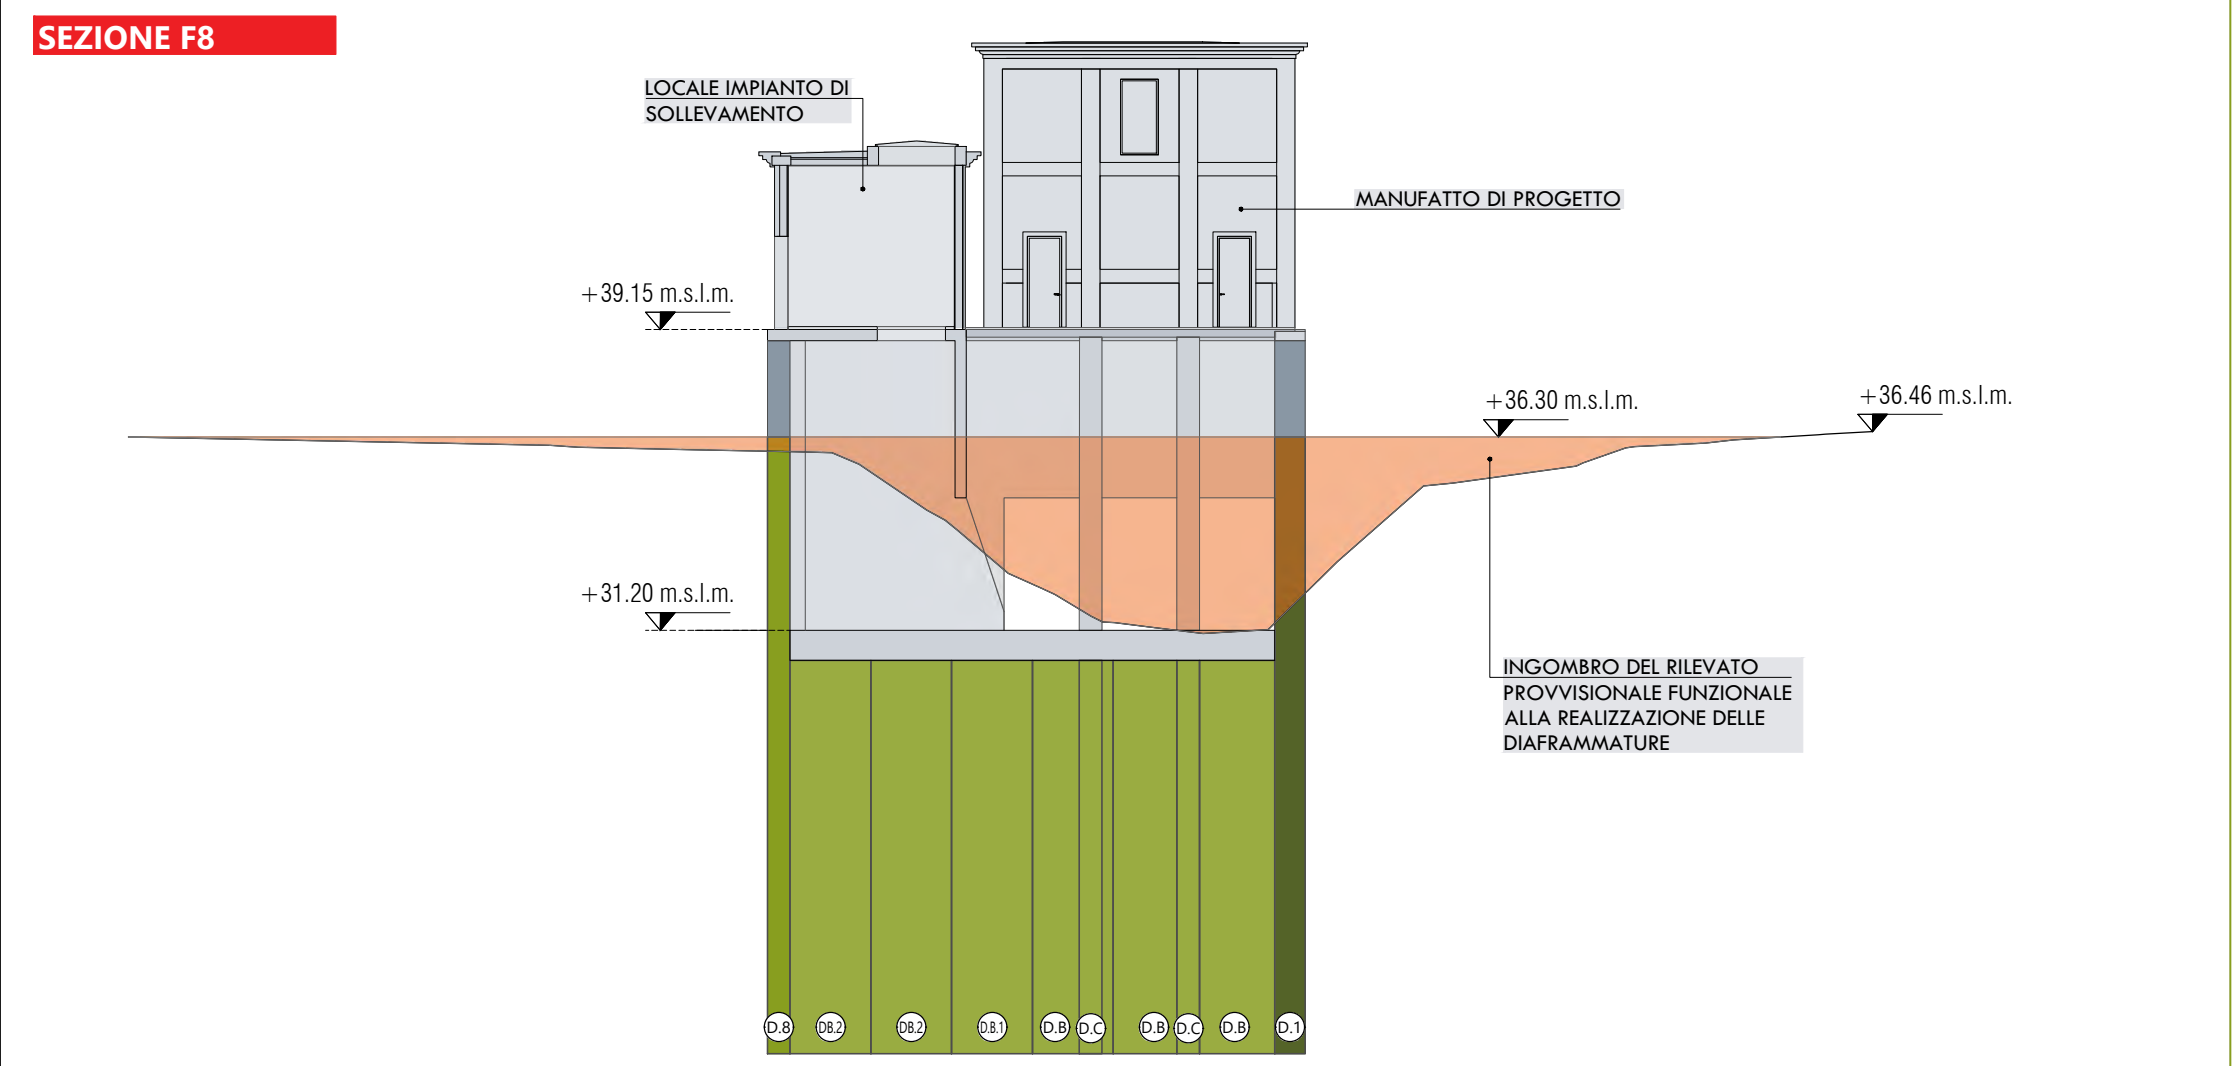 SEZIONE F8
LOCALE IMPIANTO DI
SOLLEVAMENTO
MANUFATTO DI PROGETTO
+39.15 m.s.l.m.
+36.30 m.s.l.m.
+36.46 m.s.l.m.
+31.20 m.s.l.m.
INGOMBRO DEL RILEVATO
PROVVISIONALE FUNZIONALE
ALLA REALIZZAZIONE DELLE
DIAFRAMMATURE
D.8 DB.2 DB.2 D.B.1 D.B D.C D.B D.C D.B D.1